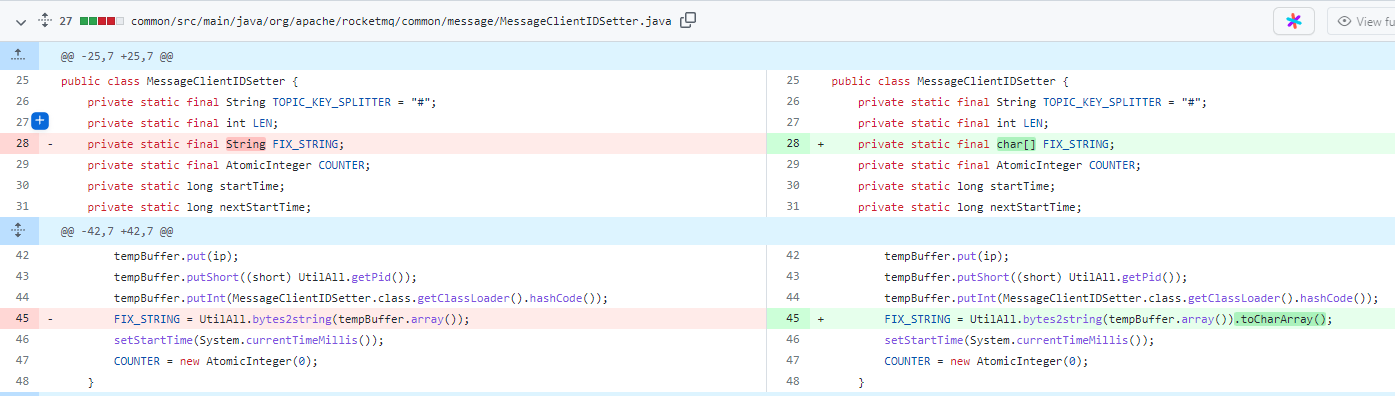 27 common/src/main/java/org/apache/rocketmq/common/message/MessageClientIDSetter.java View fu
@@ -25,7 +25,7 @@
25 public class MessageClientIDSetter {
26 private static final String TOPIC_KEY_SPLITTER = "#";
27 private static final int LEN;
28 - private static final String FIX_STRING;
29 private static final AtomicInteger COUNTER;
30 private static long startTime;
31 private static long nextStartTime;
25 public class MessageClientIDSetter {
26 private static final String TOPIC_KEY_SPLITTER = "#";
27 private static final int LEN;
28 + private static final char[] FIX_STRING;
29 private static final AtomicInteger COUNTER;
30 private static long startTime;
31 private static long nextStartTime;
@@ -42,7 +42,7 @@
42 tempBuffer.put(ip);
43 tempBuffer.putShort((short) UtilAll.getPid());
44 tempBuffer.putInt(MessageClientIDSetter.class.getClassLoader().hashCode());
45 - FIX_STRING = UtilAll.bytes2string(tempBuffer.array());
46 setStartTime(System.currentTimeMillis());
47 COUNTER = new AtomicInteger(0);
48 }
42 tempBuffer.put(ip);
43 tempBuffer.putShort((short) UtilAll.getPid());
44 tempBuffer.putInt(MessageClientIDSetter.class.getClassLoader().hashCode());
45 + FIX_STRING = UtilAll.bytes2string(tempBuffer.array()).toCharArray();
46 setStartTime(System.currentTimeMillis());
47 COUNTER = new AtomicInteger(0);
48 }